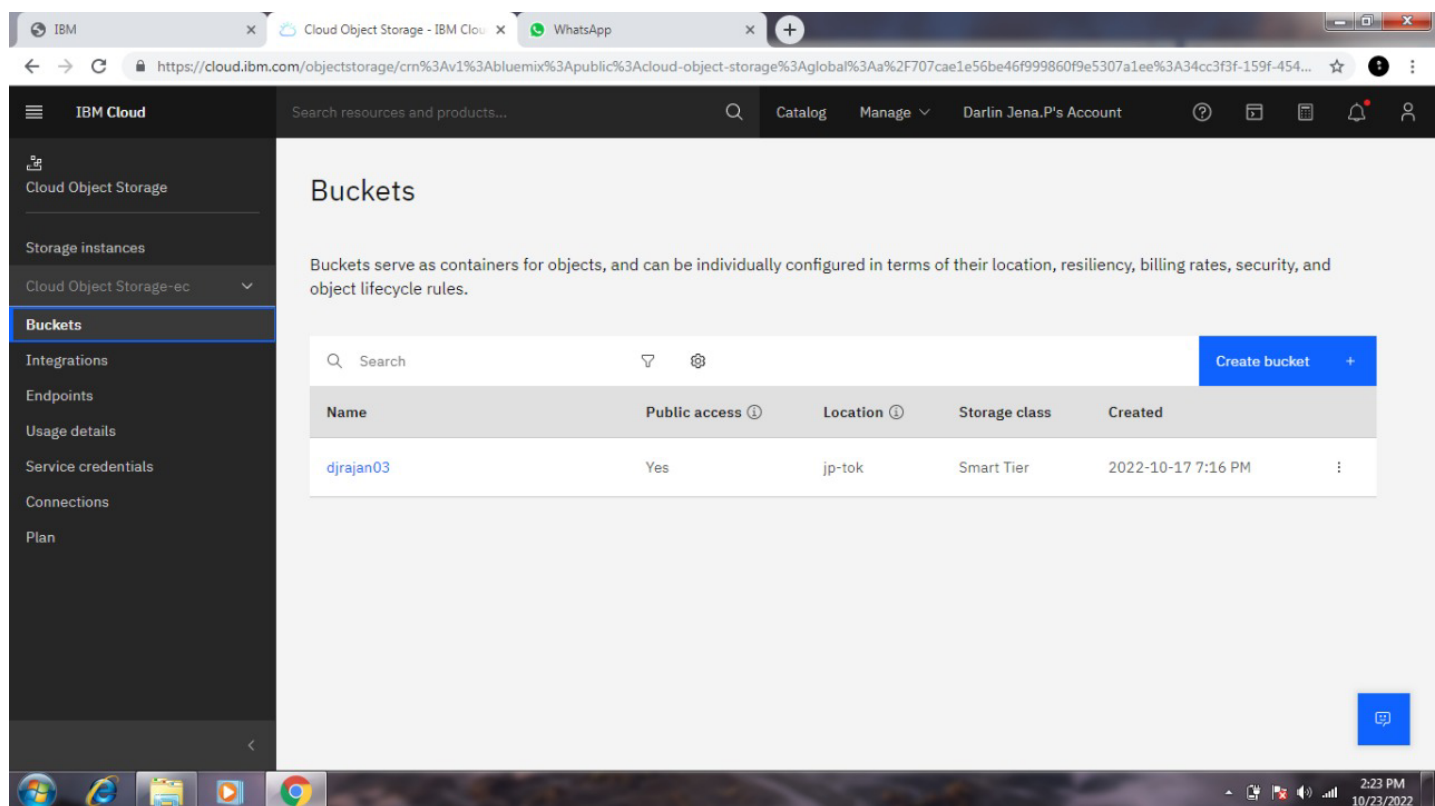 IBM
Cloud Object Storage - IBM Clou
WhatsApp
https://cloud.ibm.com/objectstorage/crn%3Av1%3Abluemix%3Apublic%3Acloud-object-storage%3Aglobal%3Aa%2F707cae1e56be46f999860f9e5307a1ee%3A34cc3f3f-159f-454...
IBM Cloud
Search resources and products...
Catalog
Manage
Darlin Jena.P's Account
Cloud Object Storage
Storage instances
Cloud Object Storage-ec
Buckets
Integrations
Endpoints
Usage details
Service credentials
Connections
Plan
Buckets
Buckets serve as containers for objects, and can be individually configured in terms of their location, resiliency, billing rates, security, and
object lifecycle rules.
Search
Create bucket +
Name Public access Location Storage class Created
djrajan03 Yes jp-tok Smart Tier 2022-10-17 7:16 PM
2:23 PM
10/23/2022